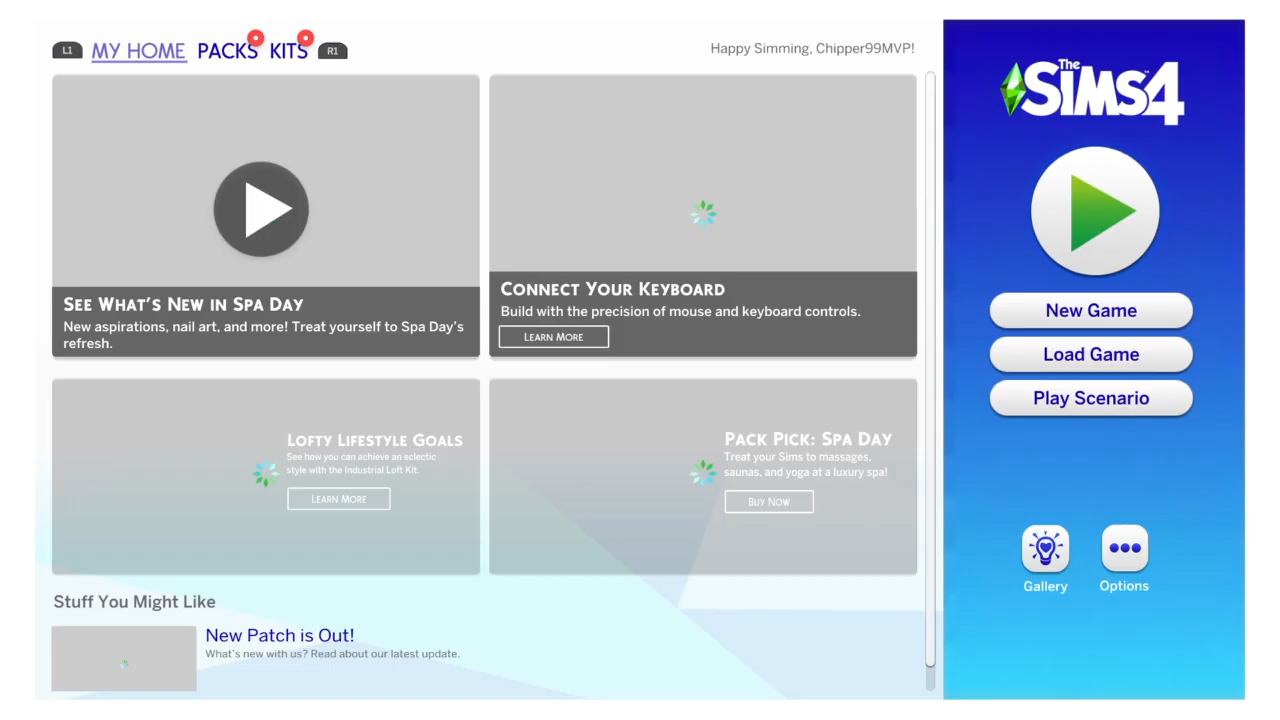 L1 MY HOME PACKS KITS R1
Happy Simming, Chipper99MVP!
SEE WHAT'S NEW IN SPA DAY
New aspirations, nail art, and more! Treat yourself to Spa Day's
refresh.
CONNECT YOUR KEYBOARD
Build with the precision of mouse and keyboard controls.
LEARN MORE
LOFTY LIFESTYLE GOALS
See how you can achieve an eclectic
style with the Industrial Loft Kit.
LEARN MORE
PACK PICK: SPA DAY
Treat your Sims to massages,
saunas, and yoga at a luxury spa!
BUY NOW
Stuff You Might Like
New Patch is Out!
What's new with us? Read about our latest update.
The
SIMS4
New Game
Load Game
Play Scenario
Gallery
Options